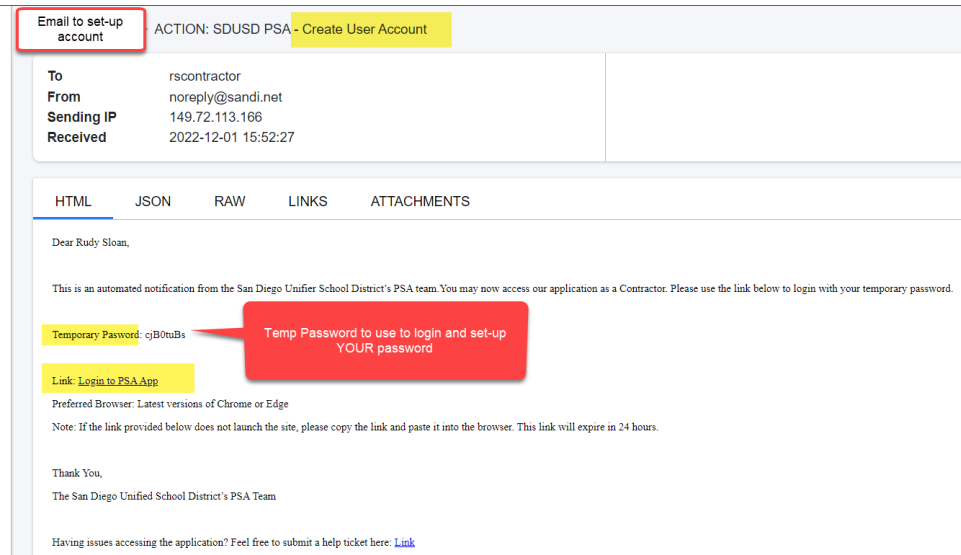 Email to set-up
account
ACTION: SDUSD PSA - Create User Account
To rscontractor
From noreply@sandi.net
Sending IP 149.72.113.166
Received 2022-12-01 15:52:27
HTML JSON RAW LINKS ATTACHMENTS
Dear Rudy Sloan,
This is an automated notification from the San Diego Unifier School District's PSA team.You may now access our application as a Contractor. Please use the link below to login with your temporary password.
Temporary Pasword: cjB0tuBs
Temp Password to use to login and set-up
YOUR password
Link: Login to PSA App
Preferred Browser: Latest versions of Chrome or Edge
Note: If the link provided below does not launch the site, please copy the link and paste it into the browser. This link will expire in 24 hours.
Thank You,
The San Diego Unified School District's PSA Team
Having issues accessing the application? Feel free to submit a help ticket here: Link